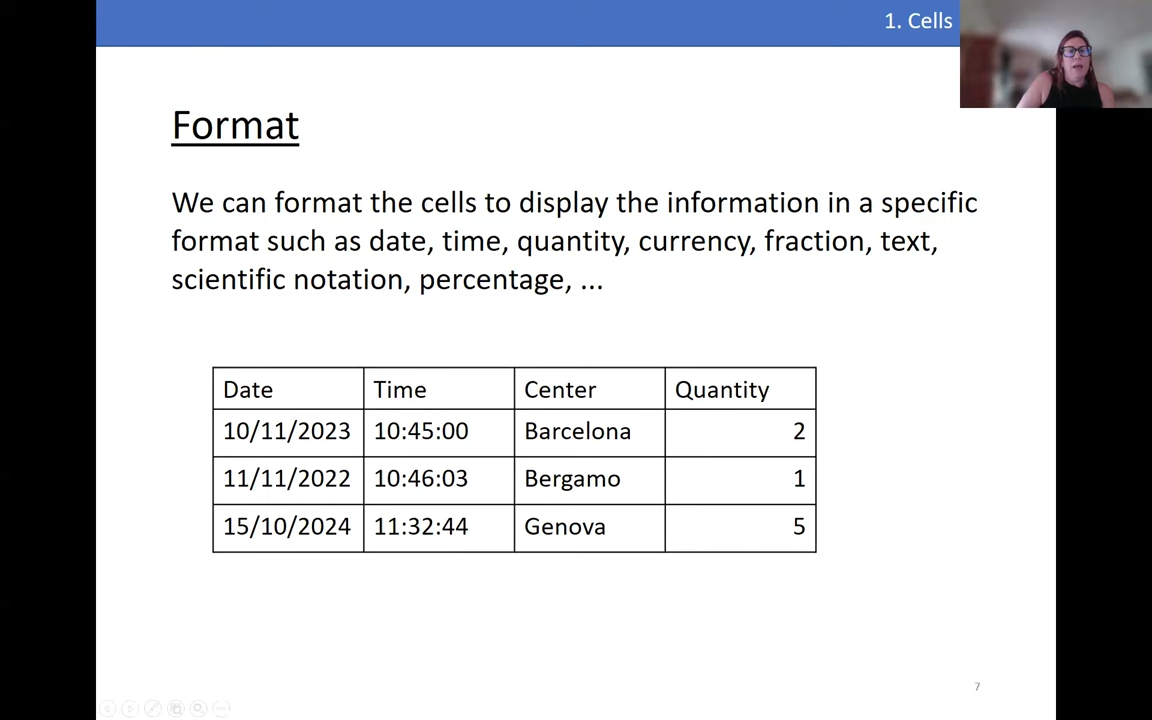 1. Cells
Format
We can format the cells to display the information in a specific
format such as date, time, quantity, currency, fraction, text,
scientific notation, percentage, ...
Date Time Center Quantity
10/11/2023 10:45:00 Barcelona 2
11/11/2022 10:46:03 Bergamo 1
15/10/2024 11:32:44 Genova 5
7